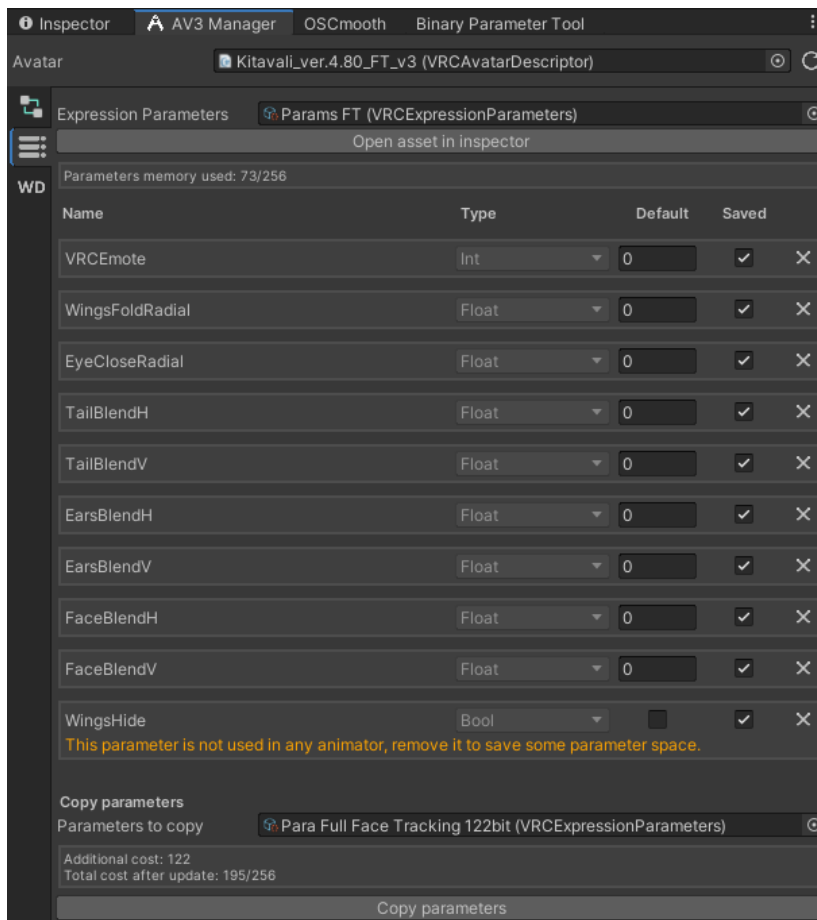 Inspector AV3 Manager OSCmooth Binary Parameter Tool
Avatar Kitavali_ver.4.80_FT_v3 (VRCAvatarDescriptor)
Expression Parameters Params FT (VRCExpressionParameters)
Open asset in inspector
WD
Parameters memory used: 73/256
Name Type Default Saved
VRCEmote Int 0
WingsFoldRadial Float 0
EyeCloseRadial Float 0
TailBlendH Float 0
TailBlendV Float 0
EarsBlendH Float 0
EarsBlendV Float 0
FaceBlendH Float 0
FaceBlendV Float 0
WingsHide Bool
This parameter is not used in any animator, remove it to save some parameter space.
Copy parameters
Parameters to copy Para Full Face Tracking 122bit (VRCExpressionParameters)
Additional cost: 122
Total cost after update: 195/256
Copy parameters